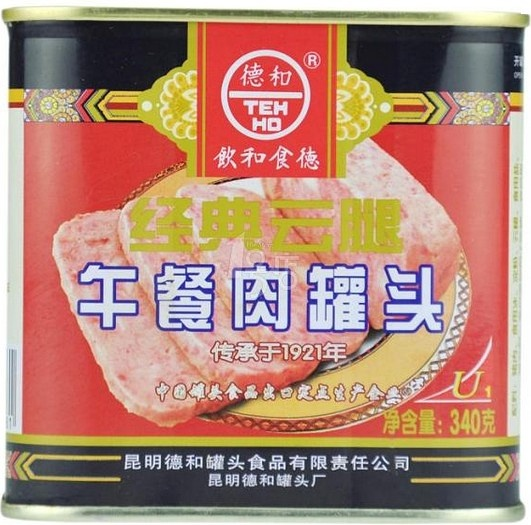 德和
®
TEH
HO
飲和食德
经典云腿
午餐肉罐头
传承于1921年
中国罐头食品出口定点生产企业
U1
净含量: 340克
昆明德和罐头食品有限责任公司
昆明德和罐头厂